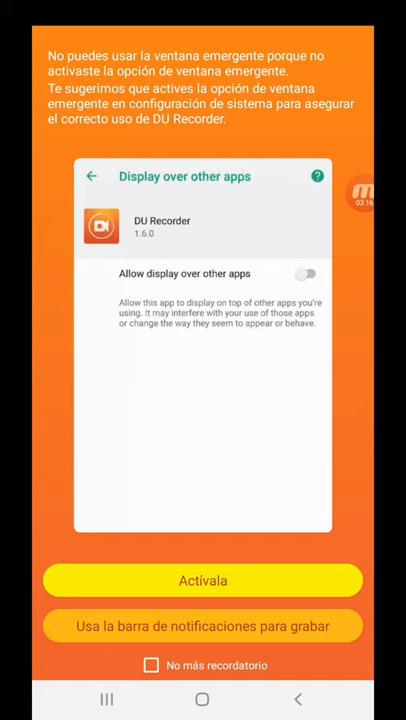 No puedes usar la ventana emergente porque no
activaste la opción de ventana emergente.
Te sugerimos que actives la opción de ventana
emergente en configuración de sistema para asegurar
el correcto uso de DU Recorder.
Display over other apps
?
DU Recorder
1.6.0
03:16
Allow display over other apps
Allow this app to display on top of other apps you're
using. It may interfere with your use of those apps
or change the way they seem to appear or behave.
Actívala
Usa la barra de notificaciones para grabar
No más recordatorio